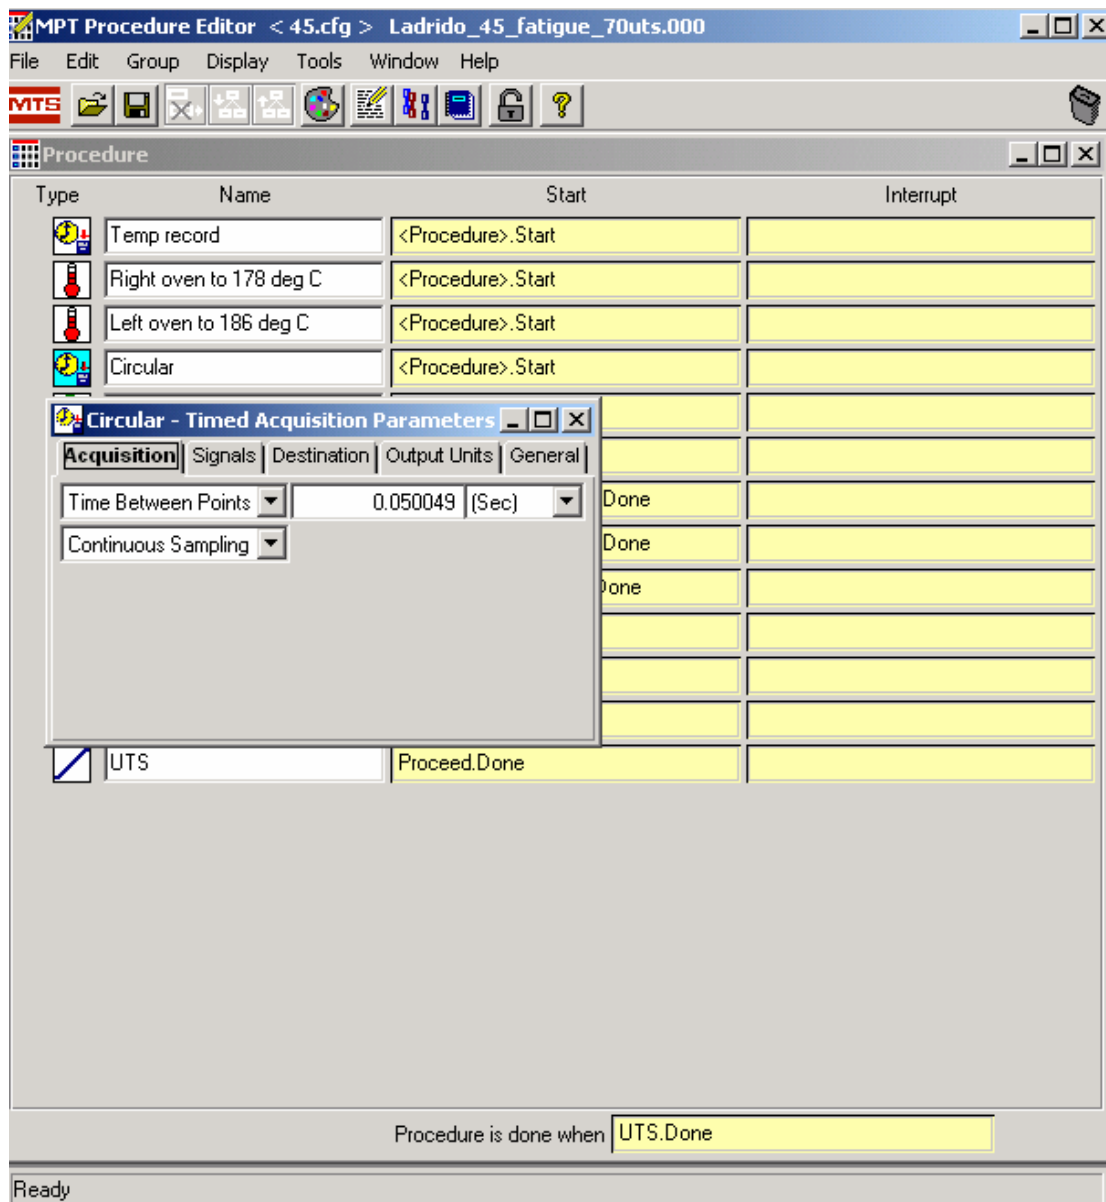 MPT Procedure Editor < 45.cfg > Ladrido_45_fatigue_70uts.000
File Edit Group Display Tools Window Help
MTS
Procedure
Type Name Start Interrupt
Temp record <Procedure>.Start
Right oven to 178 deg C <Procedure>.Start
Left oven to 186 deg C <Procedure>.Start
Circular <Procedure>.Start
Circular - Timed Acquisition Parameters
Acquisition Signals Destination Output Units General
Time Between Points 0.050049 (Sec) Done
Continuous Sampling Done
Done
UTS Proceed.Done
Procedure is done when UTS.Done
Ready